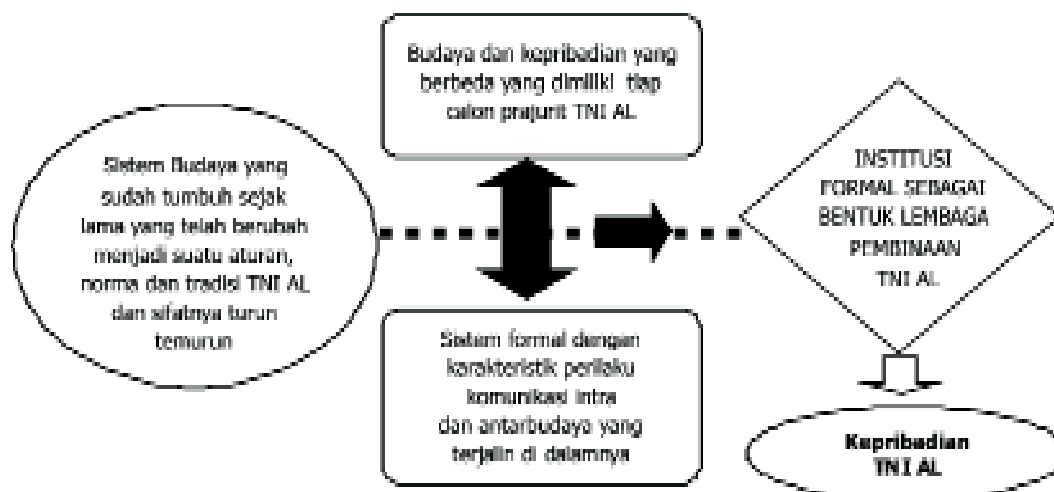 Budaya dan kepribadian yang
berbeda yang dimiliki tiap
calon prajurit TNI AL
Sistem Budaya yang
sudah tumbuh sejak
lama yang telah berubah
menjadi suatu aturan,
norma dan tradisi TNI AL
dan sifatnya turun
temurun
INSTITUSI
FORMAL SEBAGAI
BENTUK LEMBAGA
PEMBINAAN
TNI AL
Sistem formal dengan
karakteristik perilaku
komunikasi intra
dan antarbudaya yang
terjalin di dalamnya
Kepribadian
TNI AL